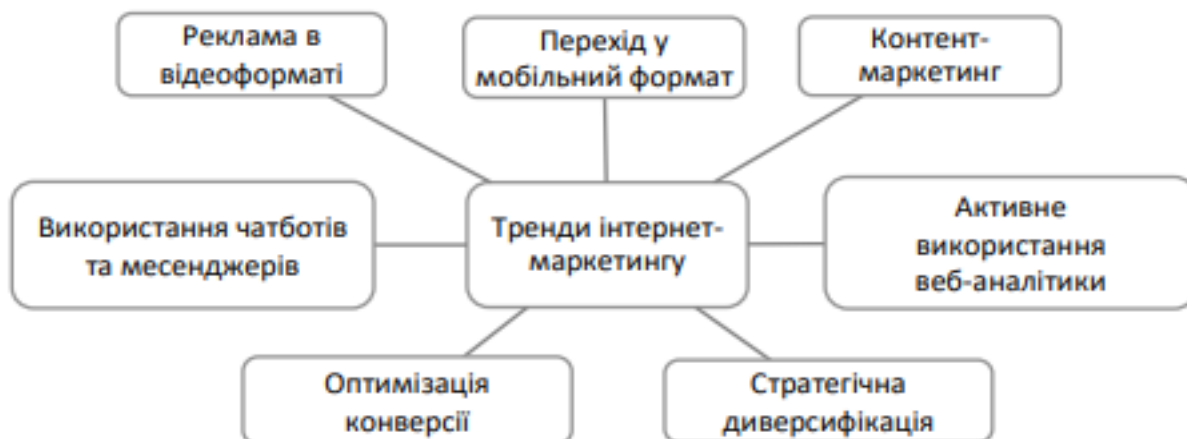 Реклама в
відеоформаті
Перехід у
мобільний формат
Контент-
маркетинг
Використання чатботів
та месенджерів
Тренди інтернет-
маркетингу
Активне
використання
веб-аналітики
Оптимізація
конверсії
Стратегічна
диверсифікація